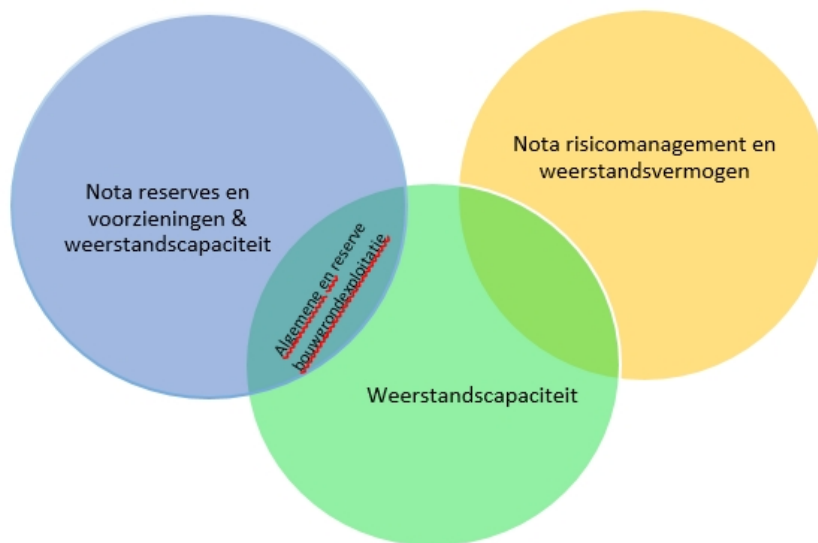 Nota reserves en
voorzieningen &
weerstandscapaciteit
Algemene en reserve
bouwgrondexploitatie
Nota risicomanagement en
weerstandsvermogen
Weerstandscapaciteit